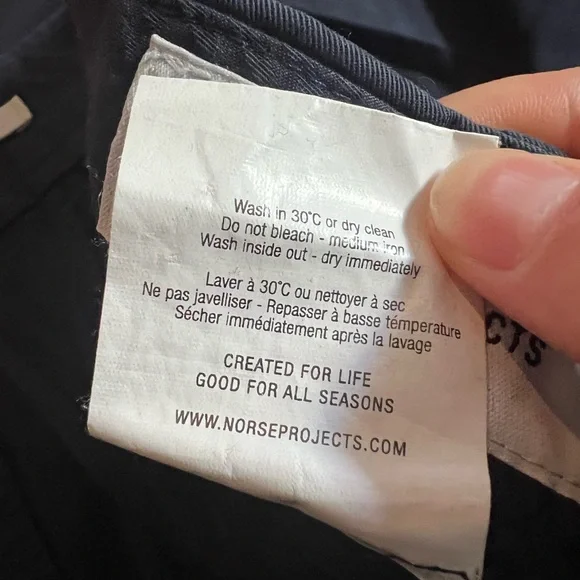 Wash in 30°C or dry clean
Do not bleach - medium iron
Wash inside out - dry immediately
Laver à 30°C ou nettoyer à sec
Ne pas javelliser - Repasser à basse témperature
Sécher immédiatement après la lavage
CREATED FOR LIFE
GOOD FOR ALL SEASONS
WWW.NORSEPROJECTS.COM